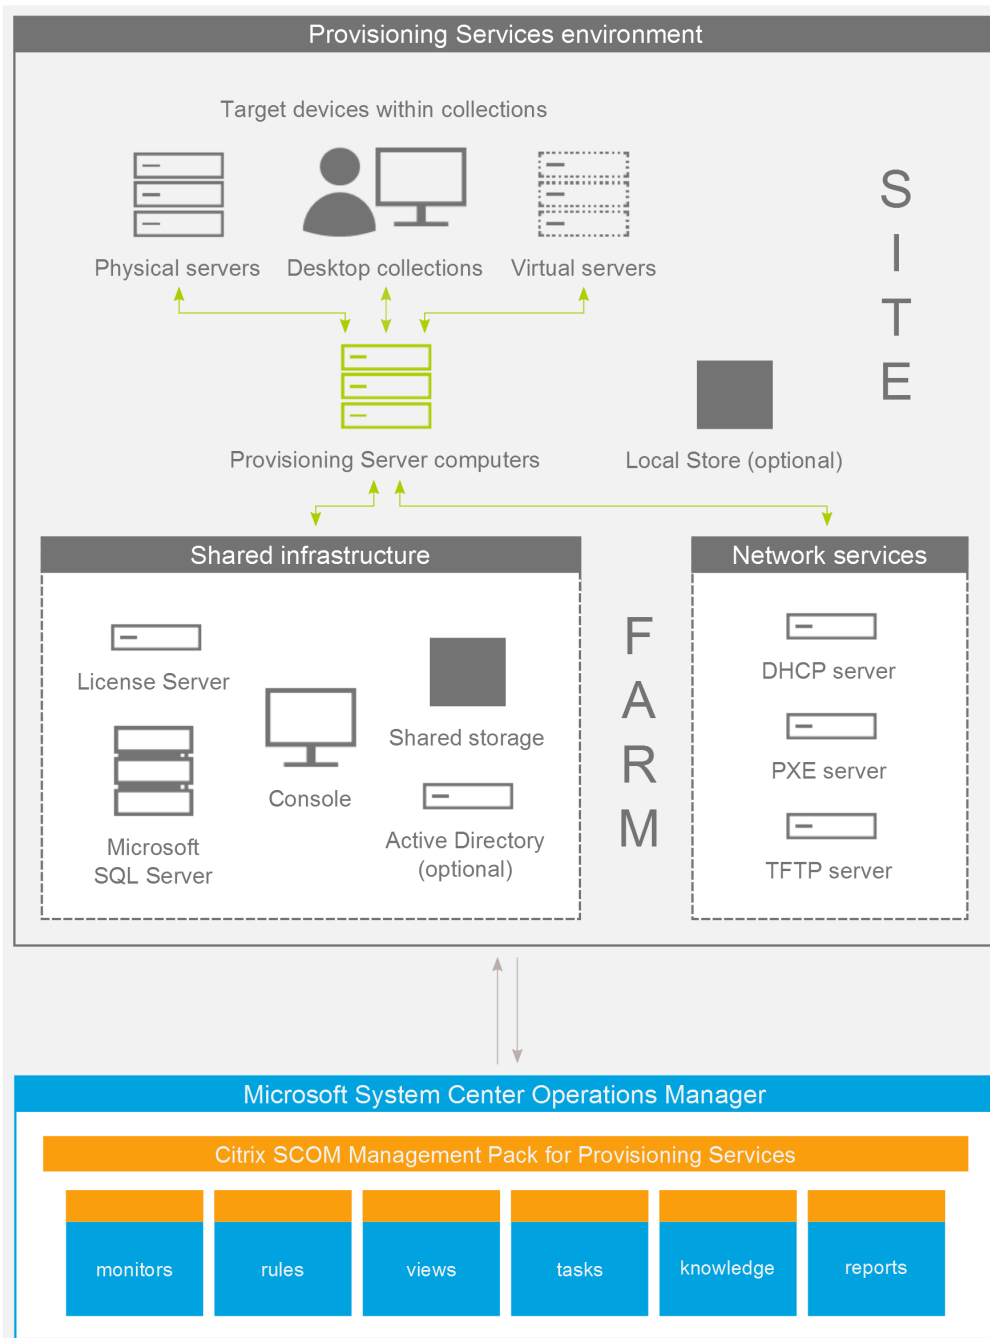 Provisioning Services environment
Target devices within collections
Physical servers
Desktop collections
Virtual servers
S
I
T
E
Provisioning Server computers
Local Store (optional)
Shared infrastructure
License Server
Microsoft
SQL Server
Console
Shared storage
Active Directory
(optional)
F
A
R
M
Network services
DHCP server
PXE server
TFTP server
Microsoft System Center Operations Manager
Citrix SCOM Management Pack for Provisioning Services
monitors
rules
views
tasks
knowledge
reports